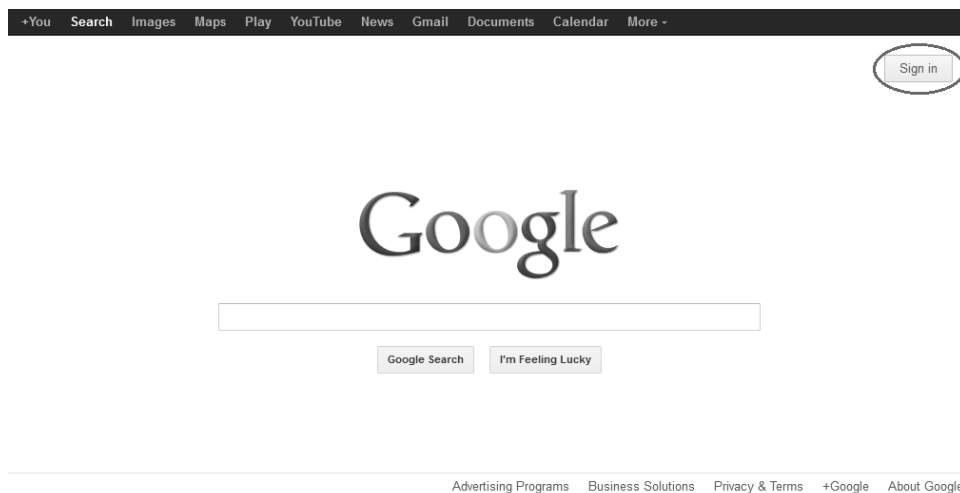 +You Search Images Maps Play YouTube News Gmail Documents Calendar More
Sign in
Google
Google Search I'm Feeling Lucky
Advertising Programs Business Solutions Privacy & Terms +Google About Google